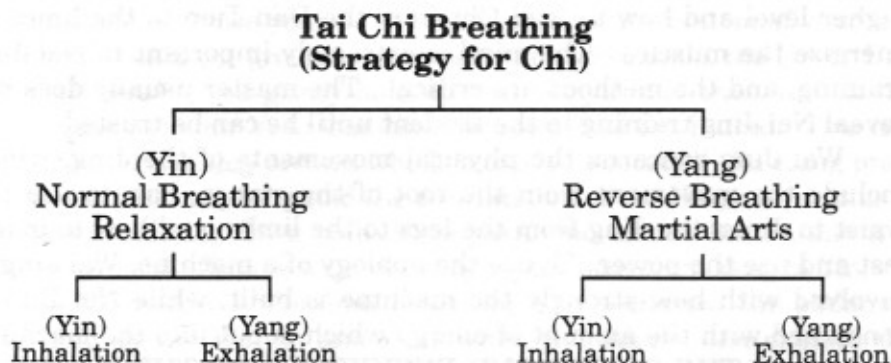 Tai Chi Breathing
(Strategy for Chi)
(Yin)
Normal Breathing
Relaxation
(Yang)
Reverse Breathing
Martial Arts
(Yin)
Inhalation
(Yang)
Exhalation
(Yin)
Inhalation
(Yang)
Exhalation